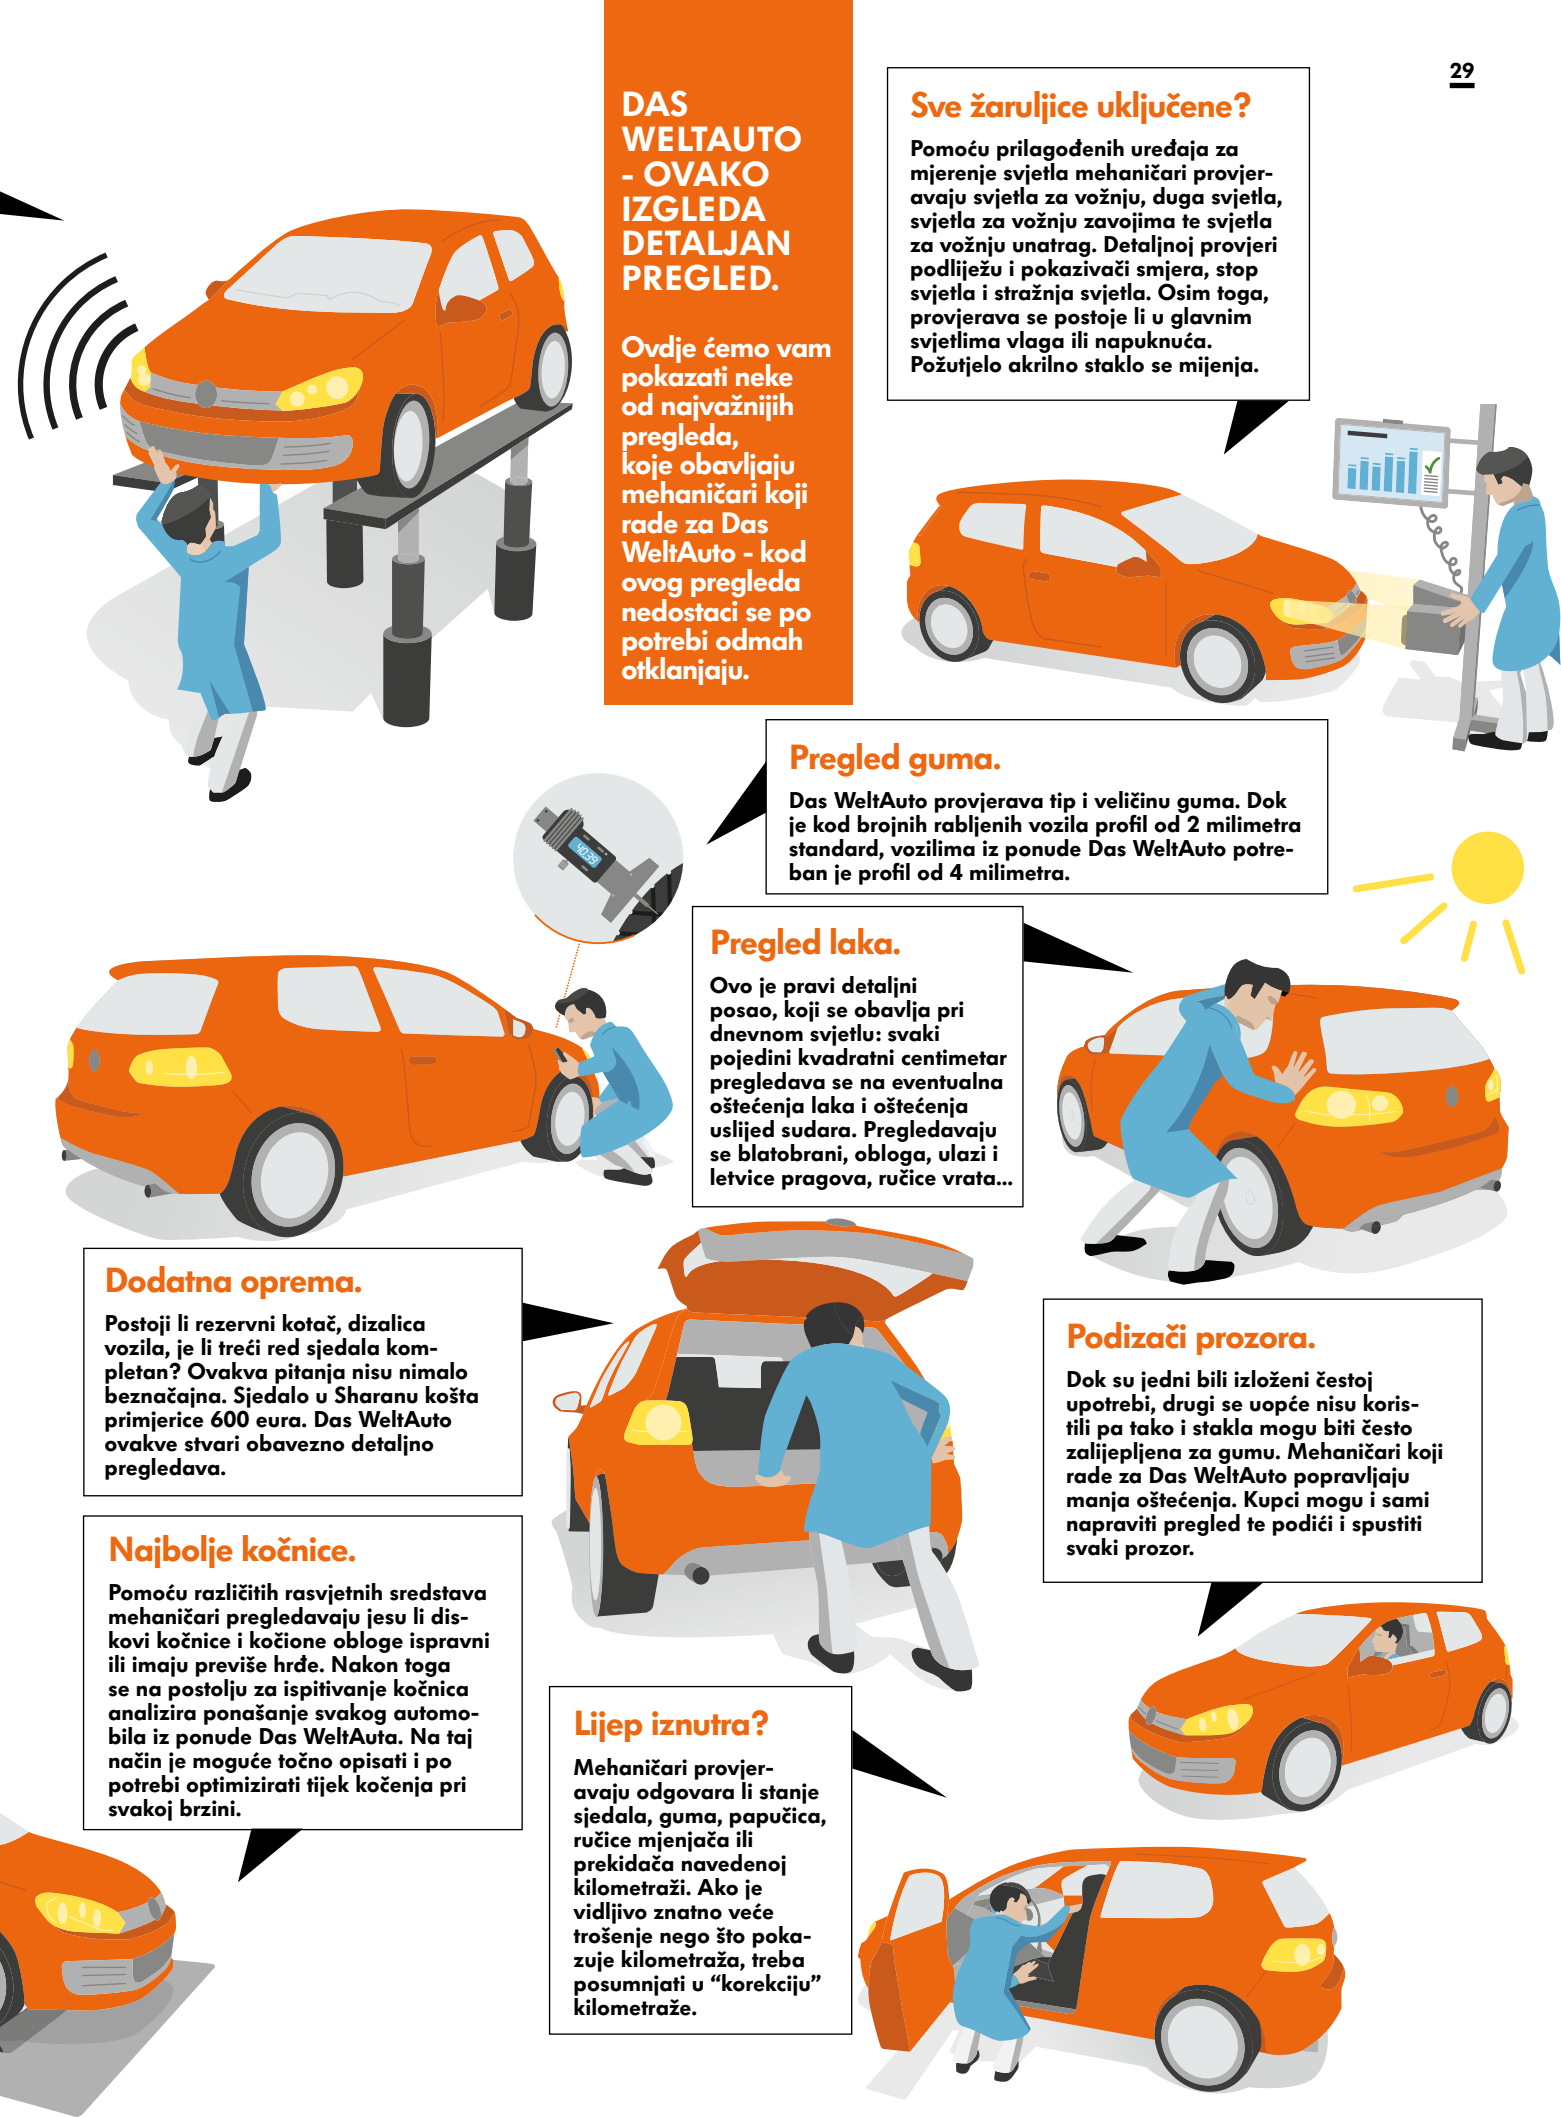 29
DAS
WELTAUTO
- OVAKO
IZGLEDA
DETALJAN
PREGLED.
Ovdje ćemo vam
pokazati neke
od najvažnijih
pregleda,
koje obavljaju
mehaničari koji
rade za Das
WeltAuto - kod
ovog pregleda
nedostaci se po
potrebi odmah
otklanjaju.
Sve žaruljice uključene?
Pomoću prilagođenih uređaja za
mjerenje svjetla mehaničari provjer-
avaju svjetla za vožnju, duga svjetla,
svjetla za vožnju zavojima te svjetla
za vožnju unatrag. Detaljnoj provjeri
podliježu i pokazivači smjera, stop
svjetla i stražnja svjetla. Osim toga,
provjerava se postoje li u glavnim
svjetlima vlaga ili napuknuća.
Požutjelo akrilno staklo se mijenja.
Pregled guma.
Das WeltAuto provjerava tip i veličinu guma. Dok
je kod brojnih rabljenih vozila profil od 2 milimetra
standard, vozilima iz ponude Das WeltAuto potre-
ban je profil od 4 milimetra.
40.39
Pregled laka.
Ovo je pravi detaljni
posao, koji se obavlja pri
dnevnom svjetlu: svaki
pojedini kvadratni centimetar
pregledava se na eventualna
oštećenja laka i oštećenja
uslijed sudara. Pregledavaju
se blatobrani, obloga, ulazi i
letvice pragova, ručice vrata...
Dodatna oprema.
Postoji li rezervni kotač, dizalica
vozila, je li treći red sjedala kom-
pletan? Ovakva pitanja nisu nimalo
beznačajna. Sjedalo u Sharanu košta
primjerice 600 eura. Das WeltAuto
ovakve stvari obavezno detaljno
pregledava.
Podizači prozora.
Dok su jedni bili izloženi čestoj
upotrebi, drugi se uopće nisu koris-
tili pa tako i stakla mogu biti često
zalijepljena za gumu. Mehaničari koji
rade za Das WeltAuto popravljaju
manja oštećenja. Kupci mogu i sami
napraviti pregled te podići i spustiti
svaki prozor.
Najbolje kočnice.
Pomoću različitih rasvjetnih sredstava
mehaničari pregledavaju jesu li dis-
kovi kočnice i kočione obloge ispravni
ili imaju previše hrđe. Nakon toga
se na postolju za ispitivanje kočnica
analizira ponašanje svakog automo-
bila iz ponude Das WeltAuta. Na taj
način je moguće točno opisati i po
potrebi optimizirati tijek kočenja pri
svakoj brzini.
Lijep iznutra?
Mehaničari provjer-
avaju odgovara li stanje
sjedala, guma, papučica,
ručice mjenjača ili
prekidača navedenoj
kilometraži. Ako je
vidljivo znatno veće
trošenje nego što poka-
zuje kilometraža, treba
posumnjati u “korekciju”
kilometraže.